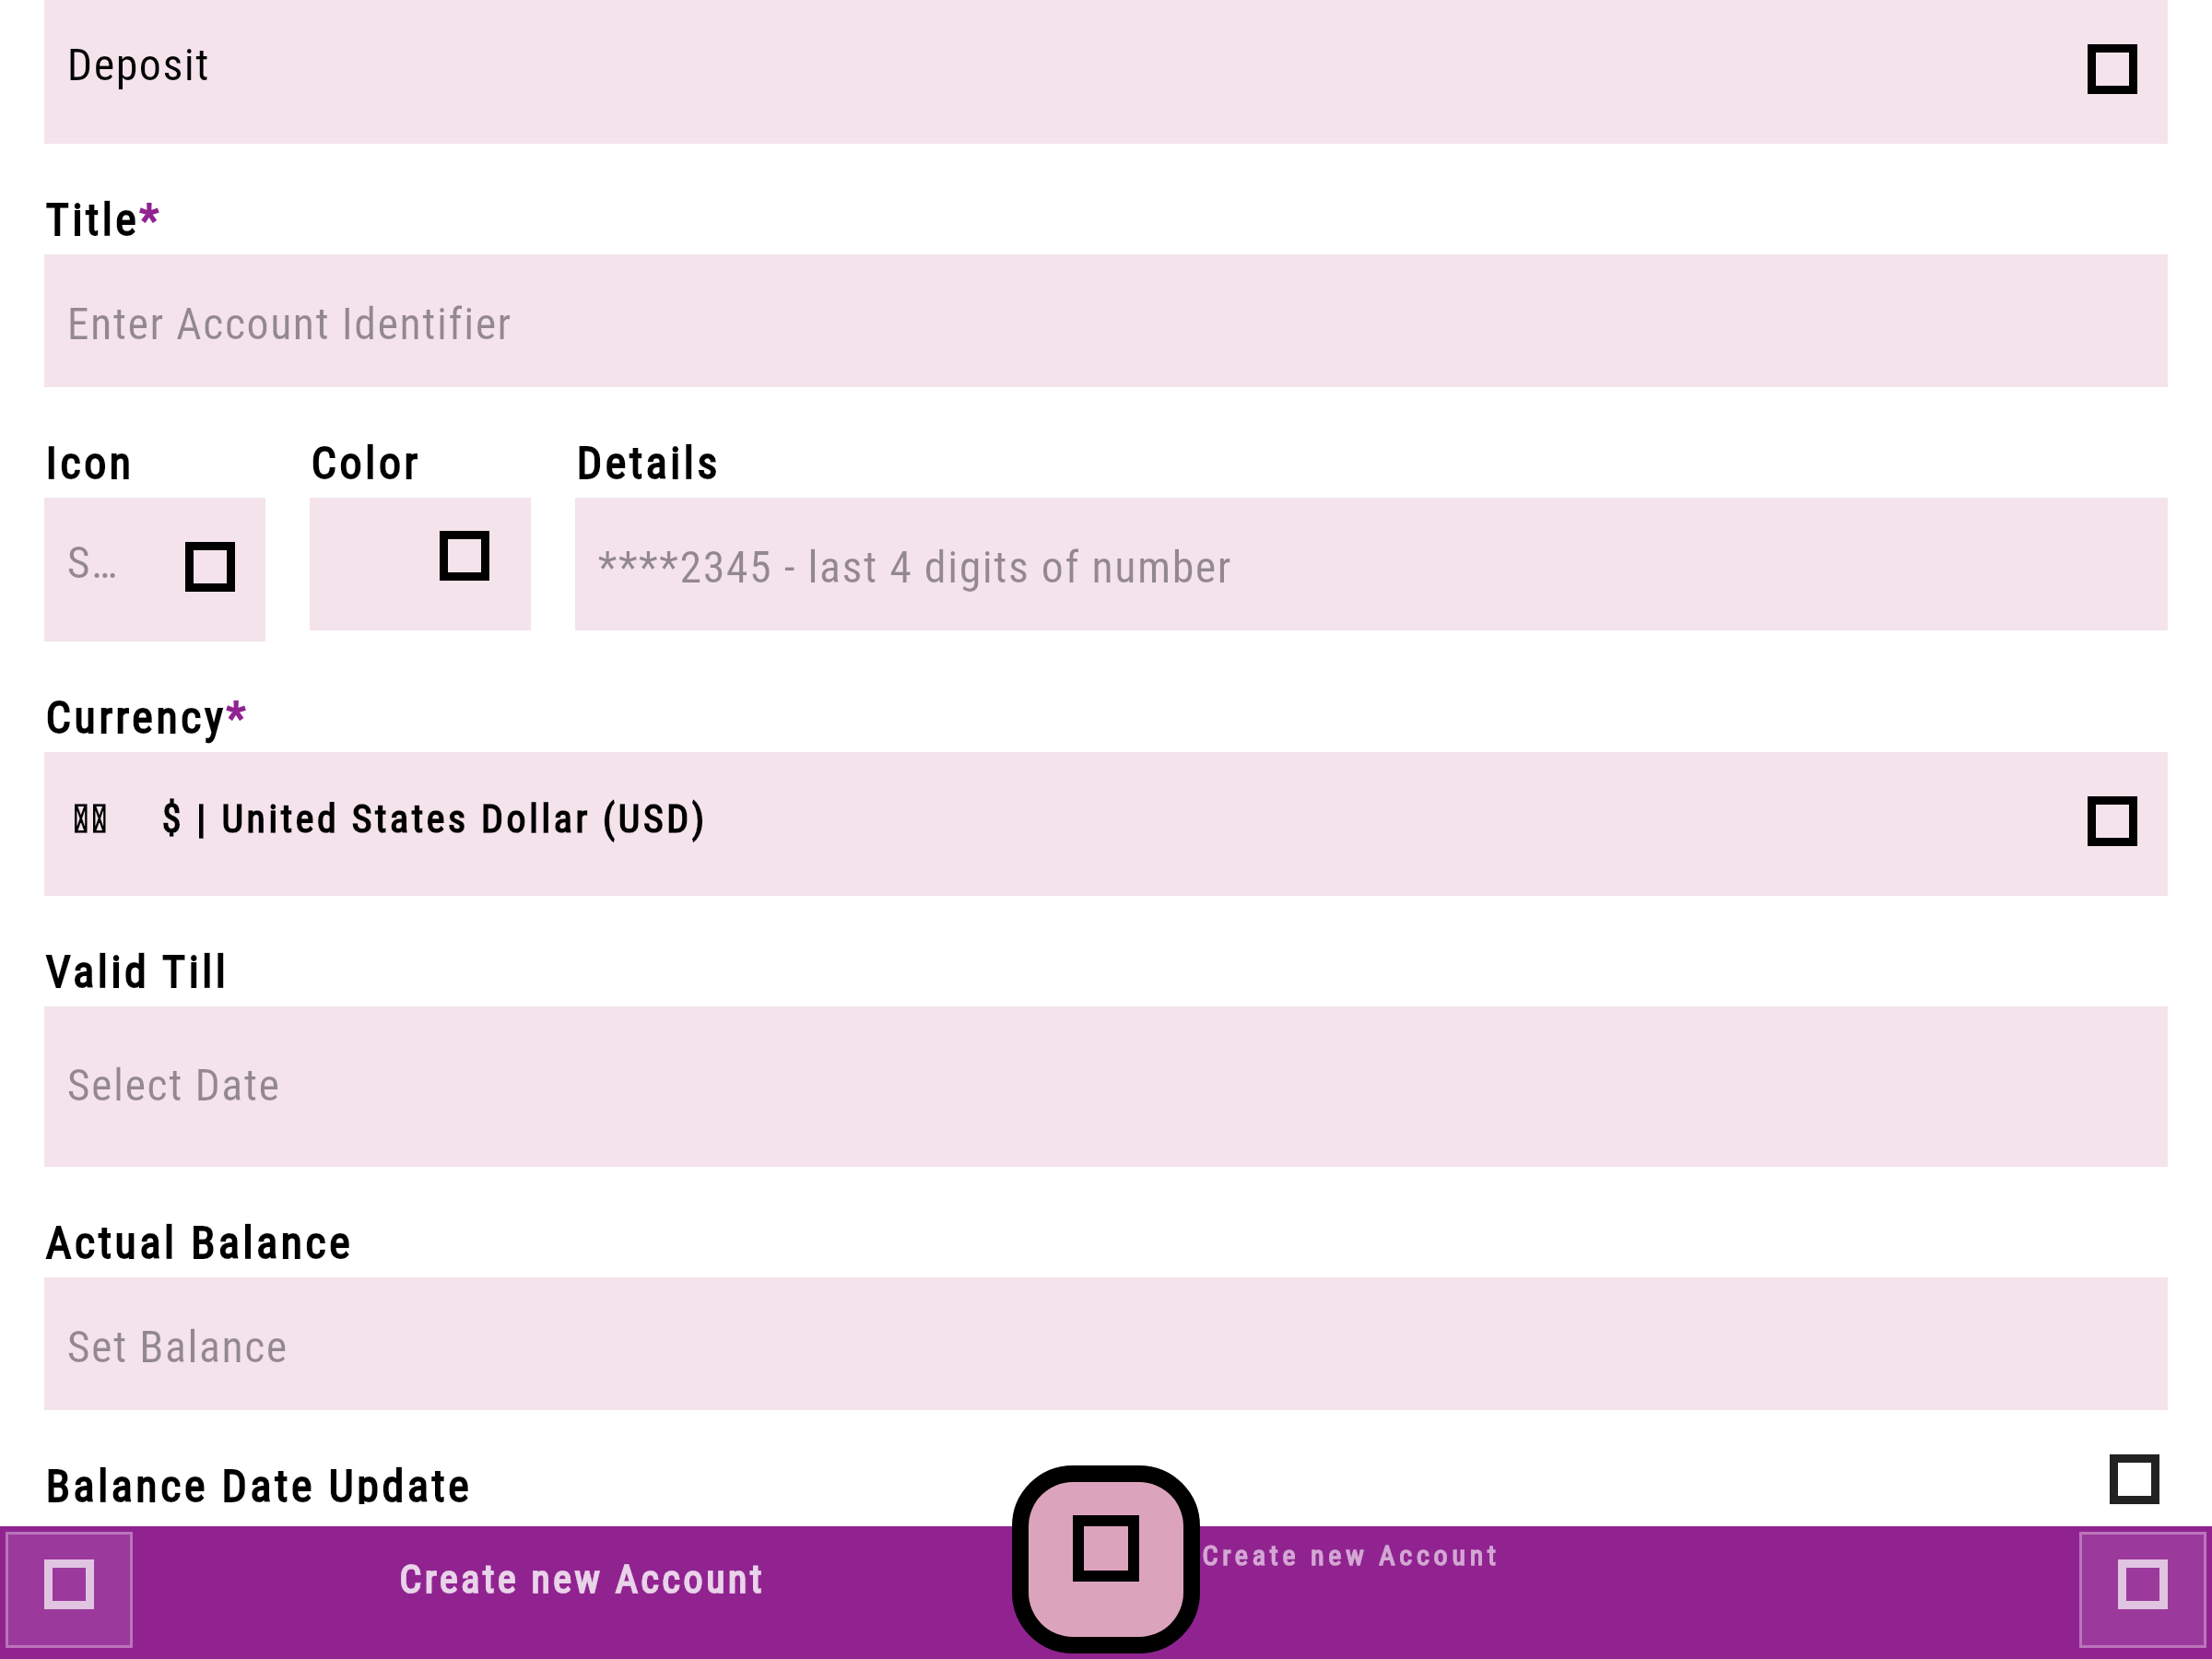 Deposit
Title*
Enter Account Identifier
Icon Color Details
S… ****2345 - last 4 digits of number
Currency*
$ | United States Dollar (USD)
Valid Till
Select Date
Actual Balance
Set Balance
Balance Date Update
Create new Account
Create new Account